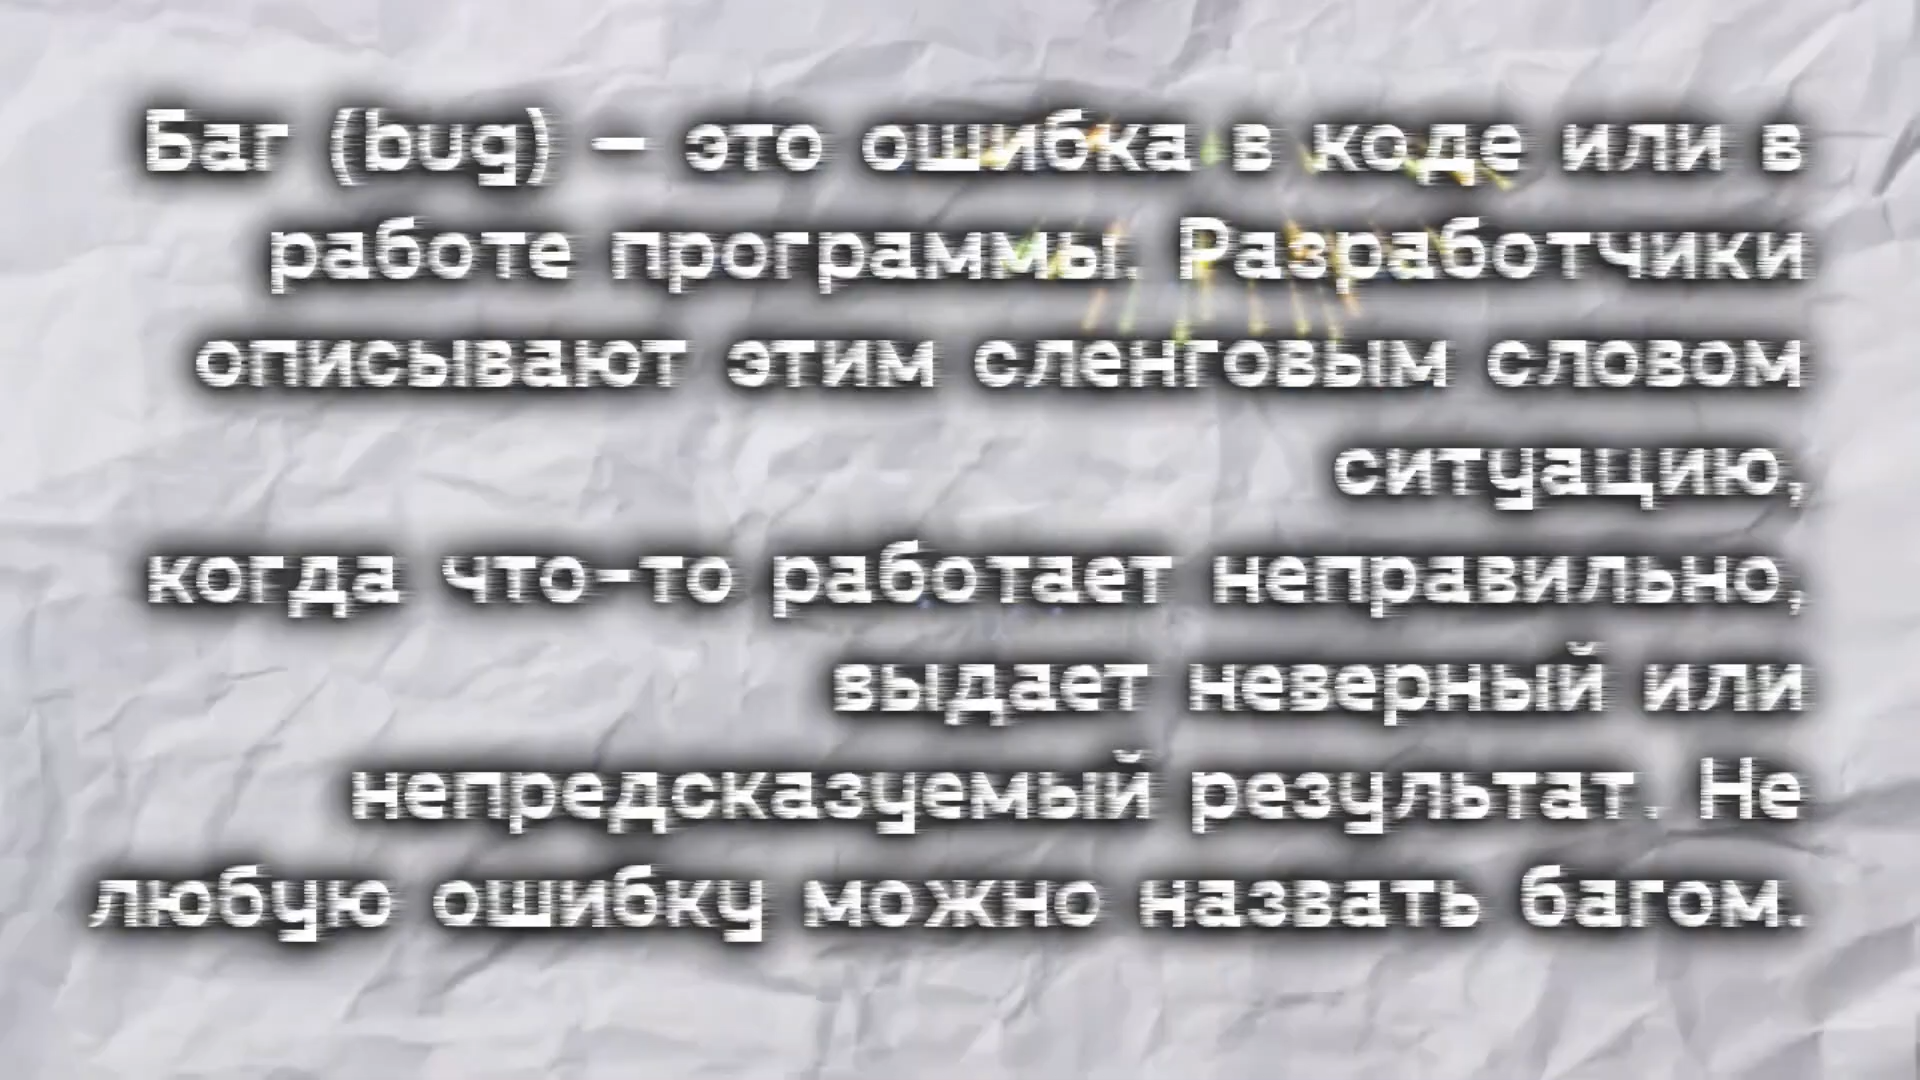 Баг (bug) — это ошибка в коде или в
работе программы. Разработчики
описывают этим сленговым словом
ситуацию,
когда что-то работает неправильно,
выдает неверный или
непредсказуемый результат. Не
любую ошибку можно назвать багом.